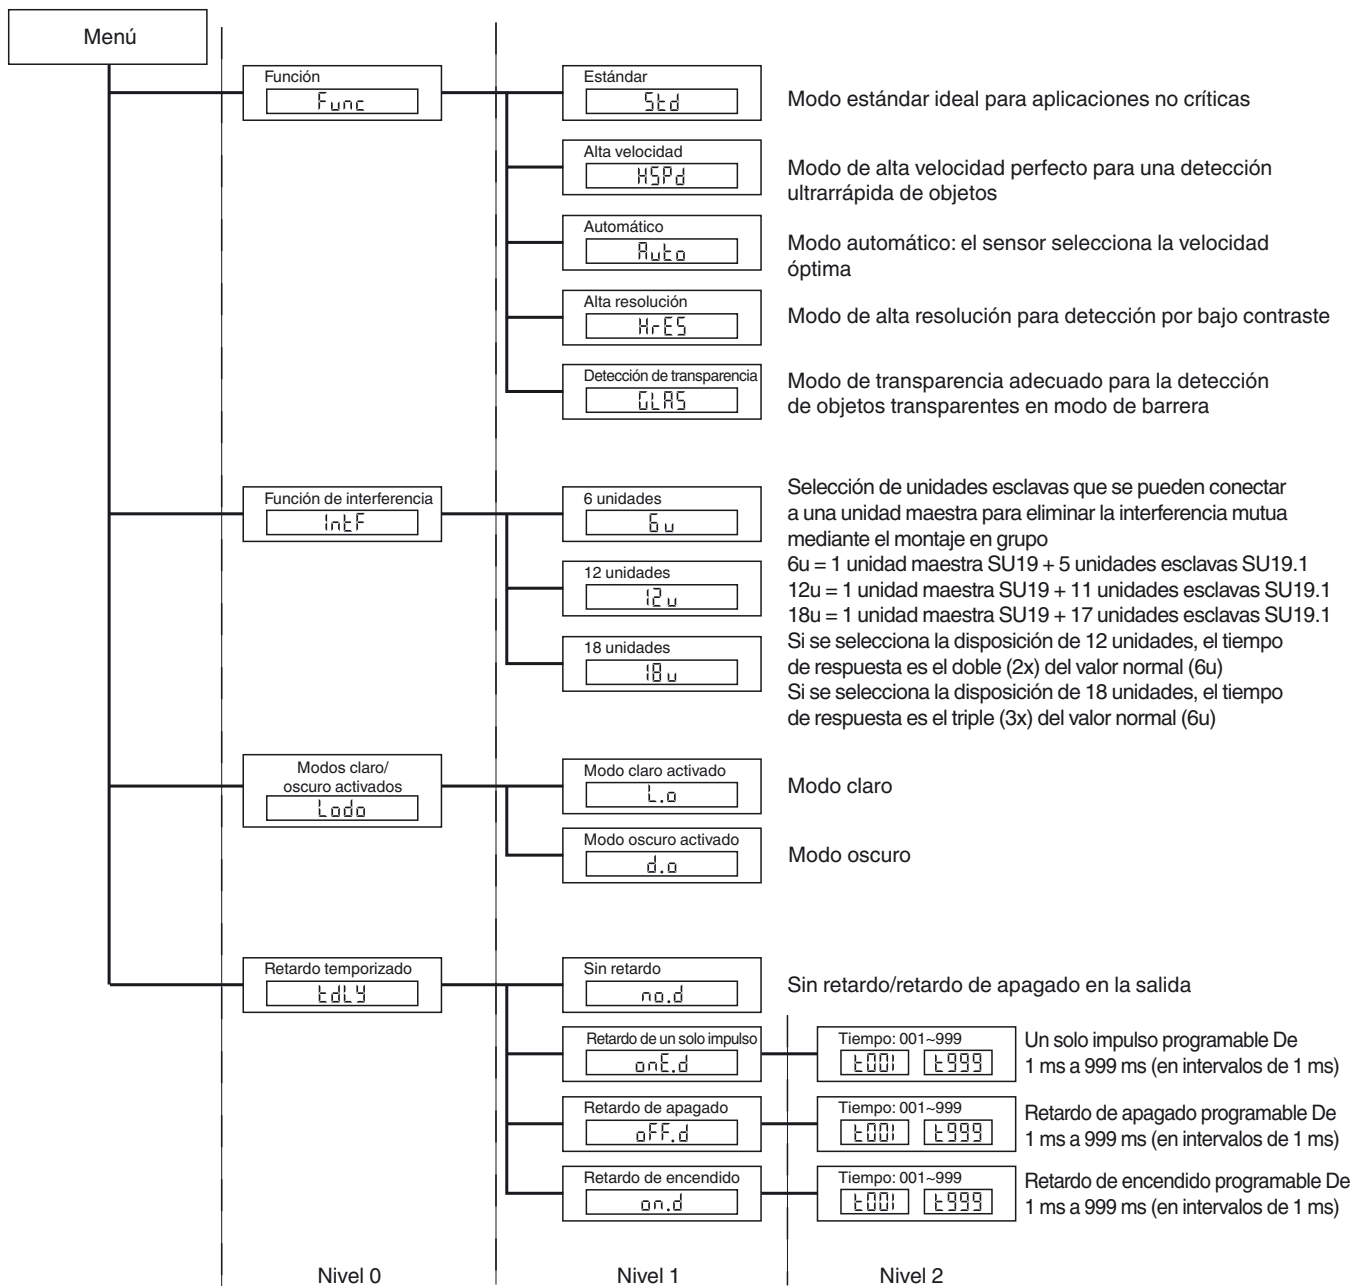 Menú
Función
Func
Estándar
Std
Modo estándar ideal para aplicaciones no críticas
Alta velocidad
HSPd
Modo de alta velocidad perfecto para una detección
ultrarrápida de objetos
Automático
Auto
Modo automático: el sensor selecciona la velocidad
óptima
Alta resolución
HrES
Modo de alta resolución para detección por bajo contraste
Detección de transparencia
GLAS
Modo de transparencia adecuado para la detección
de objetos transparentes en modo de barrera
Función de interferencia
IntF
6 unidades
6u
12 unidades
12u
18 unidades
18u
Selección de unidades esclavas que se pueden conectar
a una unidad maestra para eliminar la interferencia mutua
mediante el montaje en grupo
6u = 1 unidad maestra SU19 + 5 unidades esclavas SU19.1
12u = 1 unidad maestra SU19 + 11 unidades esclavas SU19.1
18u = 1 unidad maestra SU19 + 17 unidades esclavas SU19.1
Si se selecciona la disposición de 12 unidades, el tiempo
de respuesta es el doble (2x) del valor normal (6u)
Si se selecciona la disposición de 18 unidades, el tiempo
de respuesta es el triple (3x) del valor normal (6u)
Modos claro/
oscuro activados
Lodo
Modo claro activado
L.o
Modo claro
Modo oscuro activado
d.o
Modo oscuro
Retardo temporizado
tdLY
Sin retardo
no.d
Sin retardo/retardo de apagado en la salida
Retardo de un solo impulso
onE.d
Tiempo: 001~999
t001 t999
Un solo impulso programable De
1 ms a 999 ms (en intervalos de 1 ms)
Retardo de apagado
oFF.d
Tiempo: 001~999
t001 t999
Retardo de apagado programable De
1 ms a 999 ms (en intervalos de 1 ms)
Retardo de encendido
on.d
Tiempo: 001~999
t001 t999
Retardo de encendido programable De
1 ms a 999 ms (en intervalos de 1 ms)
Nivel 0
Nivel 1
Nivel 2